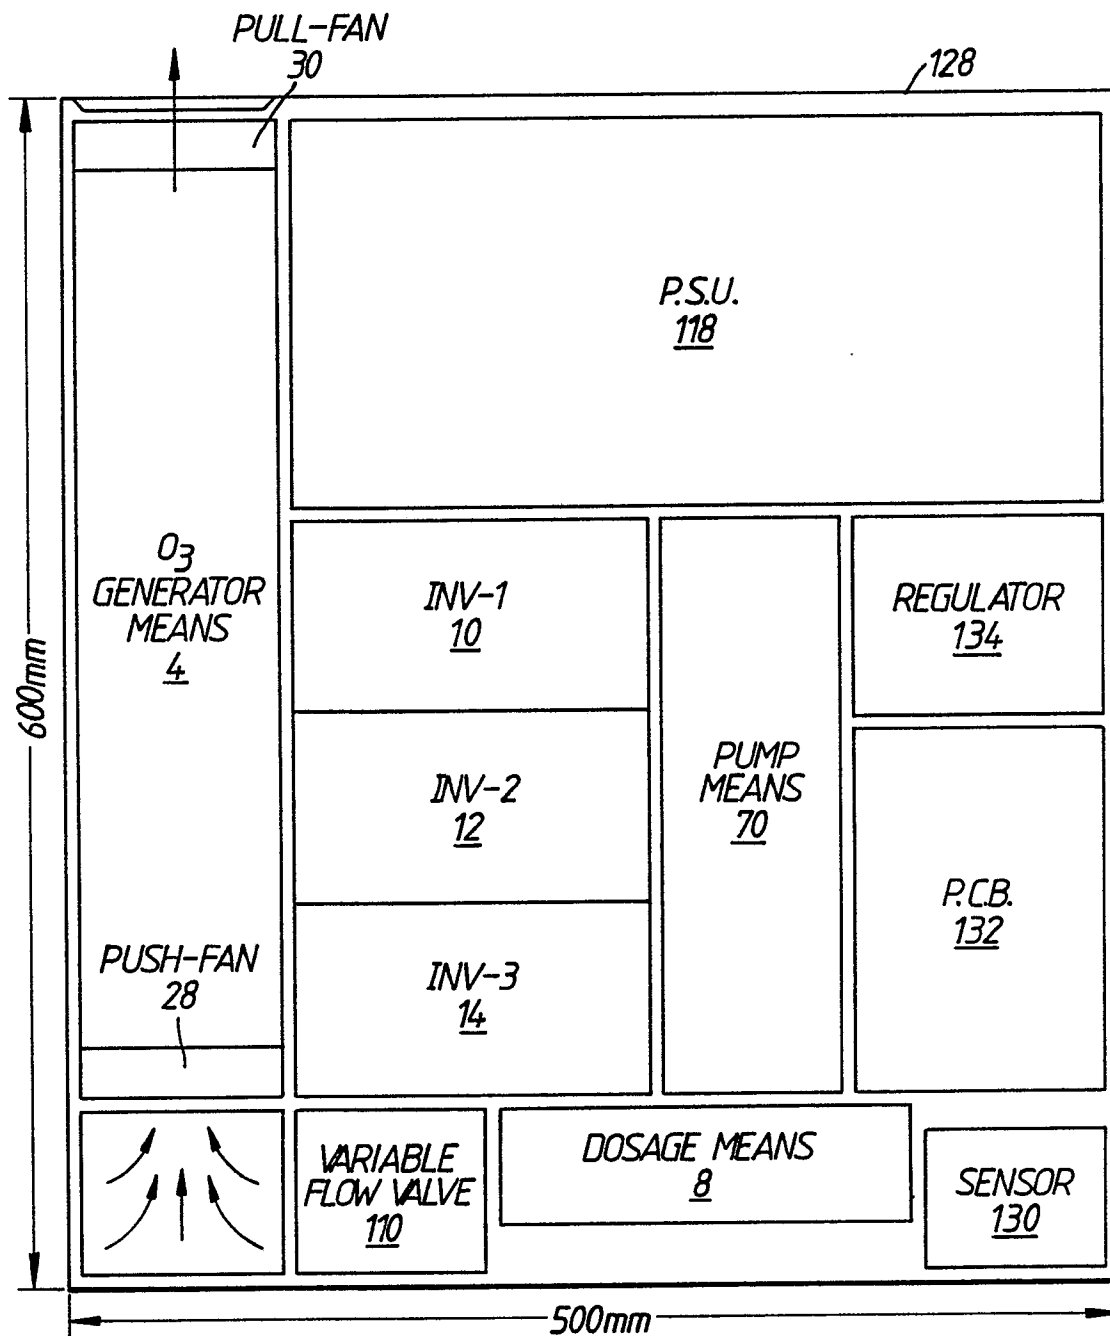 PULL-FAN
30
128
P.S.U.
118
O3
GENERATOR
MEANS
4
INV-1
10
REGULATOR
134
600mm
PUMP
MEANS
70
INV-2
12
P.C.B.
132
PUSH-FAN
28
INV-3
14
VARIABLE
FLOW VALVE
110
DOSAGE MEANS
8
SENSOR
130
500mm